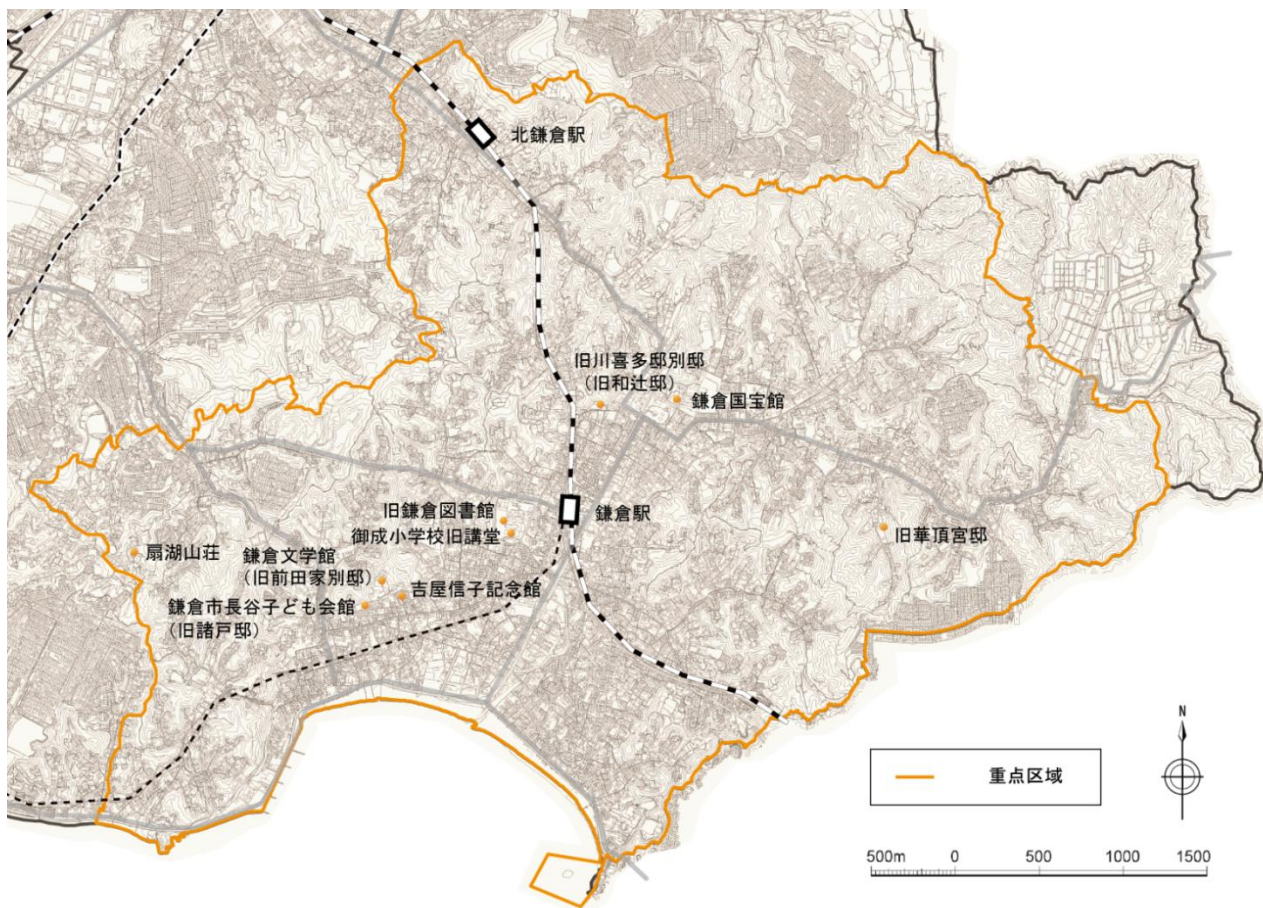 北鎌倉駅
旧川喜多邸別邸
（旧和辻邸）
鎌倉国宝館
旧鎌倉図書館
御成小学校旧講堂
鎌倉駅
旧華頂宮邸
扇湖山荘
鎌倉文学館
（旧前田家別邸）
吉屋信子記念館
鎌倉市長谷子ども会館
（旧諸戸邸）
N
重点区域
500m 0 500 1000 1500